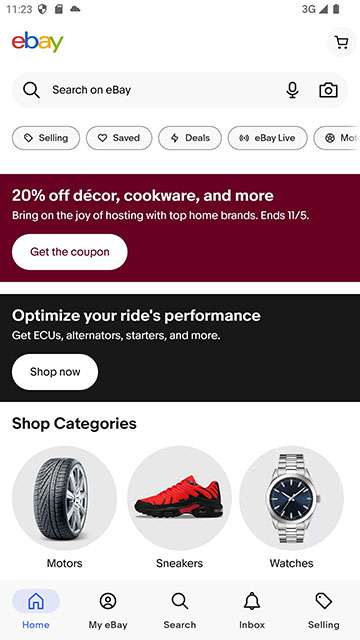 11:23
3G
ebay
Search on eBay
Selling
Saved
Deals
eBay Live
Mot
20% off décor, cookware, and more
Bring on the joy of hosting with top home brands. Ends 11/5.
Get the coupon
Optimize your ride's performance
Get ECUs, alternators, starters, and more.
Shop now
Shop Categories
Motors
Sneakers
Watches
Home
My eBay
Search
Inbox
Selling